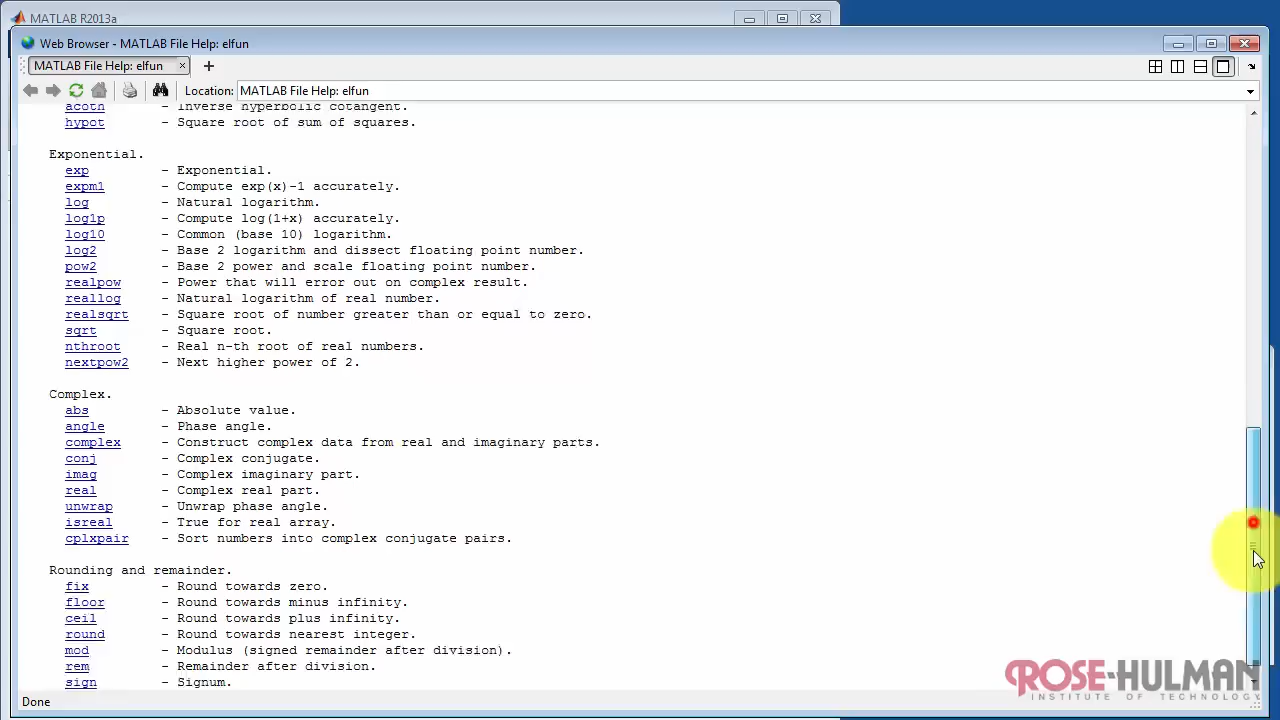 MATLAB R2013a
Web Browser - MATLAB File Help: elfun
MATLAB File Help: elfun
Location: MATLAB File Help: elfun
acoth - Inverse hyperbolic cotangent.
hypot - Square root of sum of squares.
Exponential.
exp - Exponential.
expm1 - Compute exp(x)-1 accurately.
log - Natural logarithm.
log1p - Compute log(1+x) accurately.
log10 - Common (base 10) logarithm.
log2 - Base 2 logarithm and dissect floating point number.
pow2 - Base 2 power and scale floating point number.
realpow - Power that will error out on complex result.
reallog - Natural logarithm of real number.
realsqrt - Square root of number greater than or equal to zero.
sqrt - Square root.
nthroot - Real n-th root of real numbers.
nextpow2 - Next higher power of 2.
Complex.
abs - Absolute value.
angle - Phase angle.
complex - Construct complex data from real and imaginary parts.
conj - Complex conjugate.
imag - Complex imaginary part.
real - Complex real part.
unwrap - Unwrap phase angle.
isreal - True for real array.
cplxpair - Sort numbers into complex conjugate pairs.
Rounding and remainder.
fix - Round towards zero.
floor - Round towards minus infinity.
ceil - Round towards plus infinity.
round - Round towards nearest integer.
mod - Modulus (signed remainder after division).
rem - Remainder after division.
sign - Signum.
ROSE-HULMAN
INSTITUTE OF TECHNOLOGY
Done